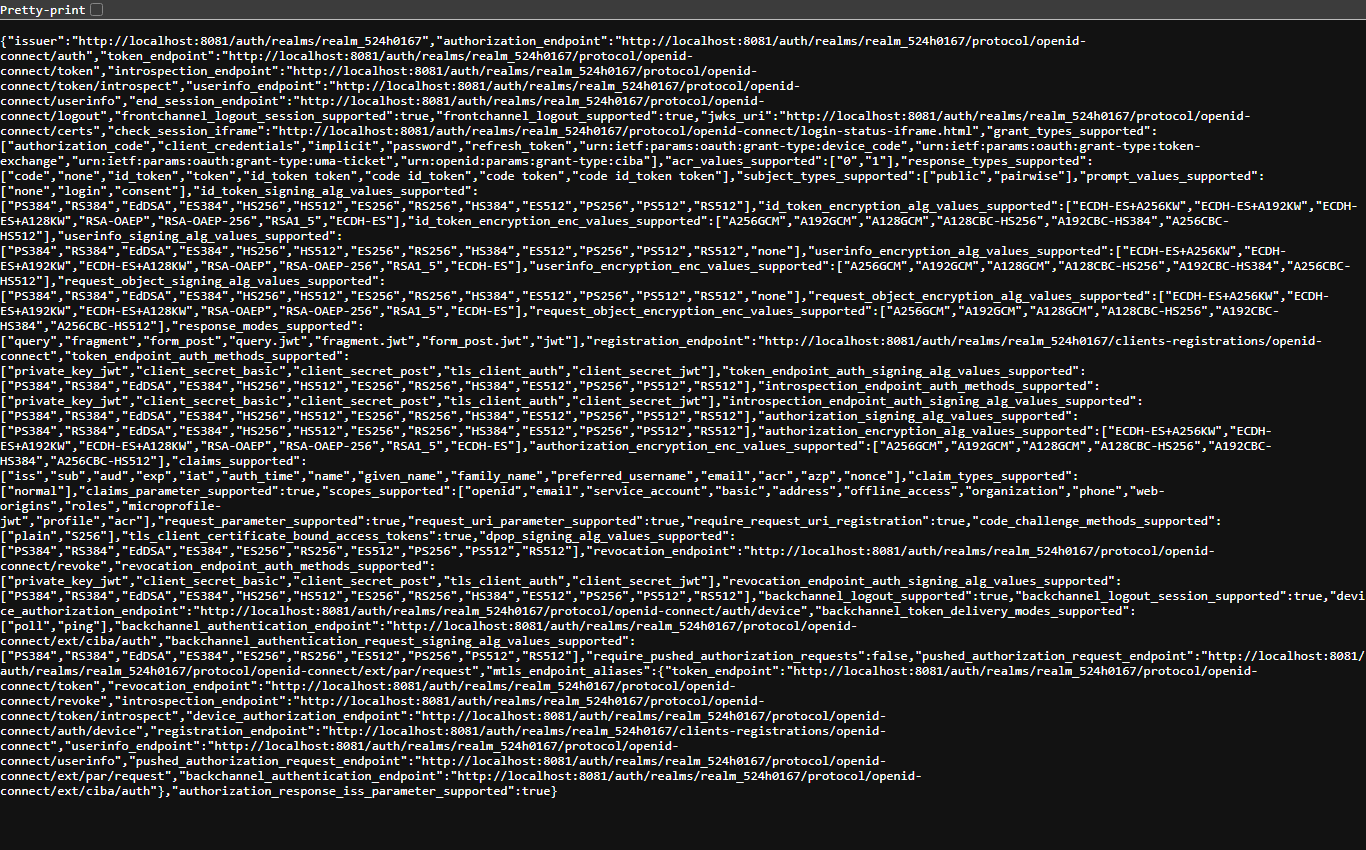 Pretty-print
{"issuer":"http://localhost:8081/auth/realms/realm_524h0167","authorization_endpoint":"http://localhost:8081/auth/realms/realm_524h0167/protocol/openid-
connect/auth","token_endpoint":"http://localhost:8081/auth/realms/realm_524h0167/protocol/openid-
connect/token","introspection_endpoint":"http://localhost:8081/auth/realms/realm_524h0167/protocol/openid-
connect/token/introspect","userinfo_endpoint":"http://localhost:8081/auth/realms/realm_524h0167/protocol/openid-
connect/userinfo","end_session_endpoint":"http://localhost:8081/auth/realms/realm_524h0167/protocol/openid-
connect/logout","frontchannel_logout_session_supported":true,"frontchannel_logout_supported":true,"jwks_uri":"http://localhost:8081/auth/realms/realm_524h0167/protocol/openid-
connect/certs","check_session_iframe":"http://localhost:8081/auth/realms/realm_524h0167/protocol/openid-connect/login-status-iframe.html","grant_types_supported":
["authorization_code","client_credentials","implicit","password","refresh_token","urn:ietf:params:oauth:grant-type:device_code","urn:ietf:params:oauth:grant-type:token-
exchange","urn:ietf:params:oauth:grant-type:uma-ticket","urn:openid:params:grant-type:ciba"],"acr_values_supported":["0","1"],"response_types_supported":
["code","none","id_token","token","id_token token","code id_token","code token","code id_token token"],"subject_types_supported":["public","pairwise"],"prompt_values_supported":
["none","login","consent"],"id_token_signing_alg_values_supported":
["PS384","RS384","EdDSA","ES384","HS256","HS512","ES256","RS256","HS384","ES512","PS256","PS512","RS512"],"id_token_encryption_alg_values_supported":["ECDH-ES+A256KW","ECDH-ES+A192KW","ECDH-
ES+A128KW","RSA-OAEP","RSA-OAEP-256","RSA1_5","ECDH-ES"],"id_token_encryption_enc_values_supported":["A256GCM","A192GCM","A128GCM","A128CBC-HS256","A192CBC-HS384","A256CBC-
HS512"],"userinfo_signing_alg_values_supported":
["PS384","RS384","EdDSA","ES384","HS256","HS512","ES256","RS256","HS384","ES512","PS256","PS512","RS512","none"],"userinfo_encryption_alg_values_supported":["ECDH-ES+A256KW","ECDH-
ES+A192KW","ECDH-ES+A128KW","RSA-OAEP","RSA-OAEP-256","RSA1_5","ECDH-ES"],"userinfo_encryption_enc_values_supported":["A256GCM","A192GCM","A128GCM","A128CBC-HS256","A192CBC-HS384","A256CBC-
HS512"],"request_object_signing_alg_values_supported":
["PS384","RS384","EdDSA","ES384","HS256","HS512","ES256","RS256","HS384","ES512","PS256","PS512","RS512","none"],"request_object_encryption_alg_values_supported":["ECDH-ES+A256KW","ECDH-
ES+A192KW","ECDH-ES+A128KW","RSA-OAEP","RSA-OAEP-256","RSA1_5","ECDH-ES"],"request_object_encryption_enc_values_supported":["A256GCM","A192GCM","A128GCM","A128CBC-HS256","A192CBC-
HS384","A256CBC-HS512"],"response_modes_supported":
["query","fragment","form_post","query.jwt","fragment.jwt","form_post.jwt","jwt"],"registration_endpoint":"http://localhost:8081/auth/realms/realm_524h0167/clients-registrations/openid-
connect","token_endpoint_auth_methods_supported":
["private_key_jwt","client_secret_basic","client_secret_post","tls_client_auth","client_secret_jwt"],"token_endpoint_auth_signing_alg_values_supported":
["PS384","RS384","EdDSA","ES384","HS256","HS512","ES256","RS256","HS384","ES512","PS256","PS512","RS512"],"introspection_endpoint_auth_methods_supported":
["private_key_jwt","client_secret_basic","client_secret_post","tls_client_auth","client_secret_jwt"],"introspection_endpoint_auth_signing_alg_values_supported":
["PS384","RS384","EdDSA","ES384","HS256","HS512","ES256","RS256","HS384","ES512","PS256","PS512","RS512"],"authorization_signing_alg_values_supported":
["PS384","RS384","EdDSA","ES384","HS256","HS512","ES256","RS256","HS384","ES512","PS256","PS512","RS512"],"authorization_encryption_alg_values_supported":["ECDH-ES+A256KW","ECDH-
ES+A192KW","ECDH-ES+A128KW","RSA-OAEP","RSA-OAEP-256","RSA1_5","ECDH-ES"],"authorization_encryption_enc_values_supported":["A256GCM","A192GCM","A128GCM","A128CBC-HS256","A192CBC-
HS384","A256CBC-HS512"],"claims_supported":
["iss","sub","aud","exp","iat","auth_time","name","given_name","family_name","preferred_username","email","acr","azp","nonce"],"claim_types_supported":
["normal"],"claims_parameter_supported":true,"scopes_supported":["openid","email","service_account","basic","address","offline_access","organization","phone","web-
origins","roles","microprofile-
jwt","profile","acr"],"request_parameter_supported":true,"request_uri_parameter_supported":true,"require_request_uri_registration":true,"code_challenge_methods_supported":
["plain","S256"],"tls_client_certificate_bound_access_tokens":true,"dpop_signing_alg_values_supported":
["PS384","RS384","EdDSA","ES384","ES256","RS256","ES512","PS256","PS512","RS512"],"revocation_endpoint":"http://localhost:8081/auth/realms/realm_524h0167/protocol/openid-
connect/revoke","revocation_endpoint_auth_methods_supported":
["private_key_jwt","client_secret_basic","client_secret_post","tls_client_auth","client_secret_jwt"],"revocation_endpoint_auth_signing_alg_values_supported":
["PS384","RS384","EdDSA","ES384","HS256","HS512","ES256","RS256","HS384","ES512","PS256","PS512","RS512"],"backchannel_logout_supported":true,"backchannel_logout_session_supported":true,"devi
ce_authorization_endpoint":"http://localhost:8081/auth/realms/realm_524h0167/protocol/openid-connect/auth/device","backchannel_token_delivery_modes_supported":
["poll","ping"],"backchannel_authentication_endpoint":"http://localhost:8081/auth/realms/realm_524h0167/protocol/openid-
connect/ext/ciba/auth","backchannel_authentication_request_signing_alg_values_supported":
["PS384","RS384","EdDSA","ES384","ES256","RS256","ES512","PS256","PS512","RS512"],"require_pushed_authorization_requests":false,"pushed_authorization_request_endpoint":"http://localhost:8081/
auth/realms/realm_524h0167/protocol/openid-connect/ext/par/request","mtls_endpoint_aliases":{"token_endpoint":"http://localhost:8081/auth/realms/realm_524h0167/protocol/openid-
connect/token","revocation_endpoint":"http://localhost:8081/auth/realms/realm_524h0167/protocol/openid-
connect/revoke","introspection_endpoint":"http://localhost:8081/auth/realms/realm_524h0167/protocol/openid-
connect/token/introspect","device_authorization_endpoint":"http://localhost:8081/auth/realms/realm_524h0167/protocol/openid-
connect/auth/device","registration_endpoint":"http://localhost:8081/auth/realms/realm_524h0167/clients-registrations/openid-
connect","userinfo_endpoint":"http://localhost:8081/auth/realms/realm_524h0167/protocol/openid-
connect/userinfo","pushed_authorization_request_endpoint":"http://localhost:8081/auth/realms/realm_524h0167/protocol/openid-
connect/ext/par/request","backchannel_authentication_endpoint":"http://localhost:8081/auth/realms/realm_524h0167/protocol/openid-
connect/ext/ciba/auth"},"authorization_response_iss_parameter_supported":true}